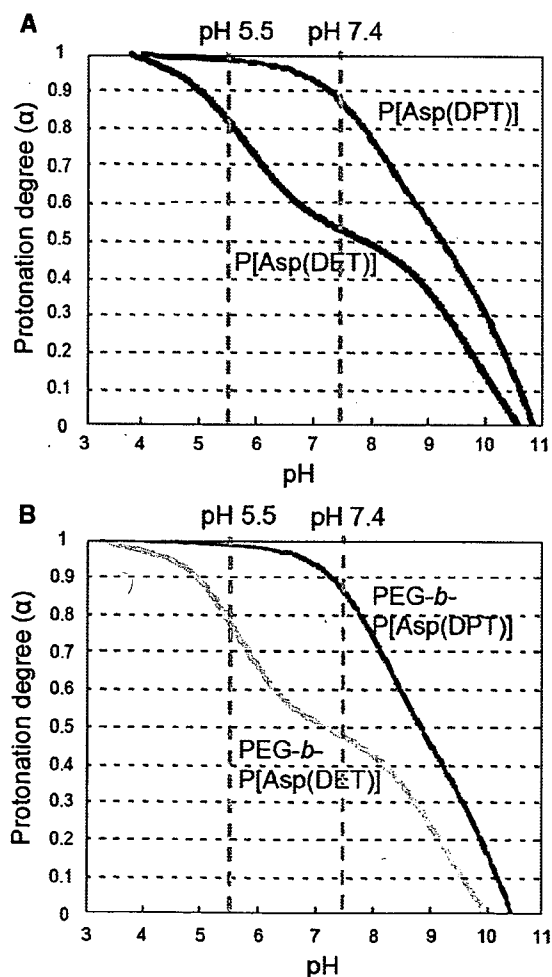 A
pH 5.5 pH 7.4
1
0.9
0.8
0.7
0.6
0.5
0.4
0.3
0.2
0.1
0
Protonation degree (α)
P[Asp(DPT)]
P[Asp(DET)]
3 4 5 6 7 8 9 10 11
pH
B
pH 5.5 pH 7.4
1
0.9
0.8
0.7
0.6
0.5
0.4
0.3
0.2
0.1
0
Protonation degree (α)
PEG-b-
P[Asp(DPT)]
PEG-b-
P[Asp(DET)]
3 4 5 6 7 8 9 10 11
pH